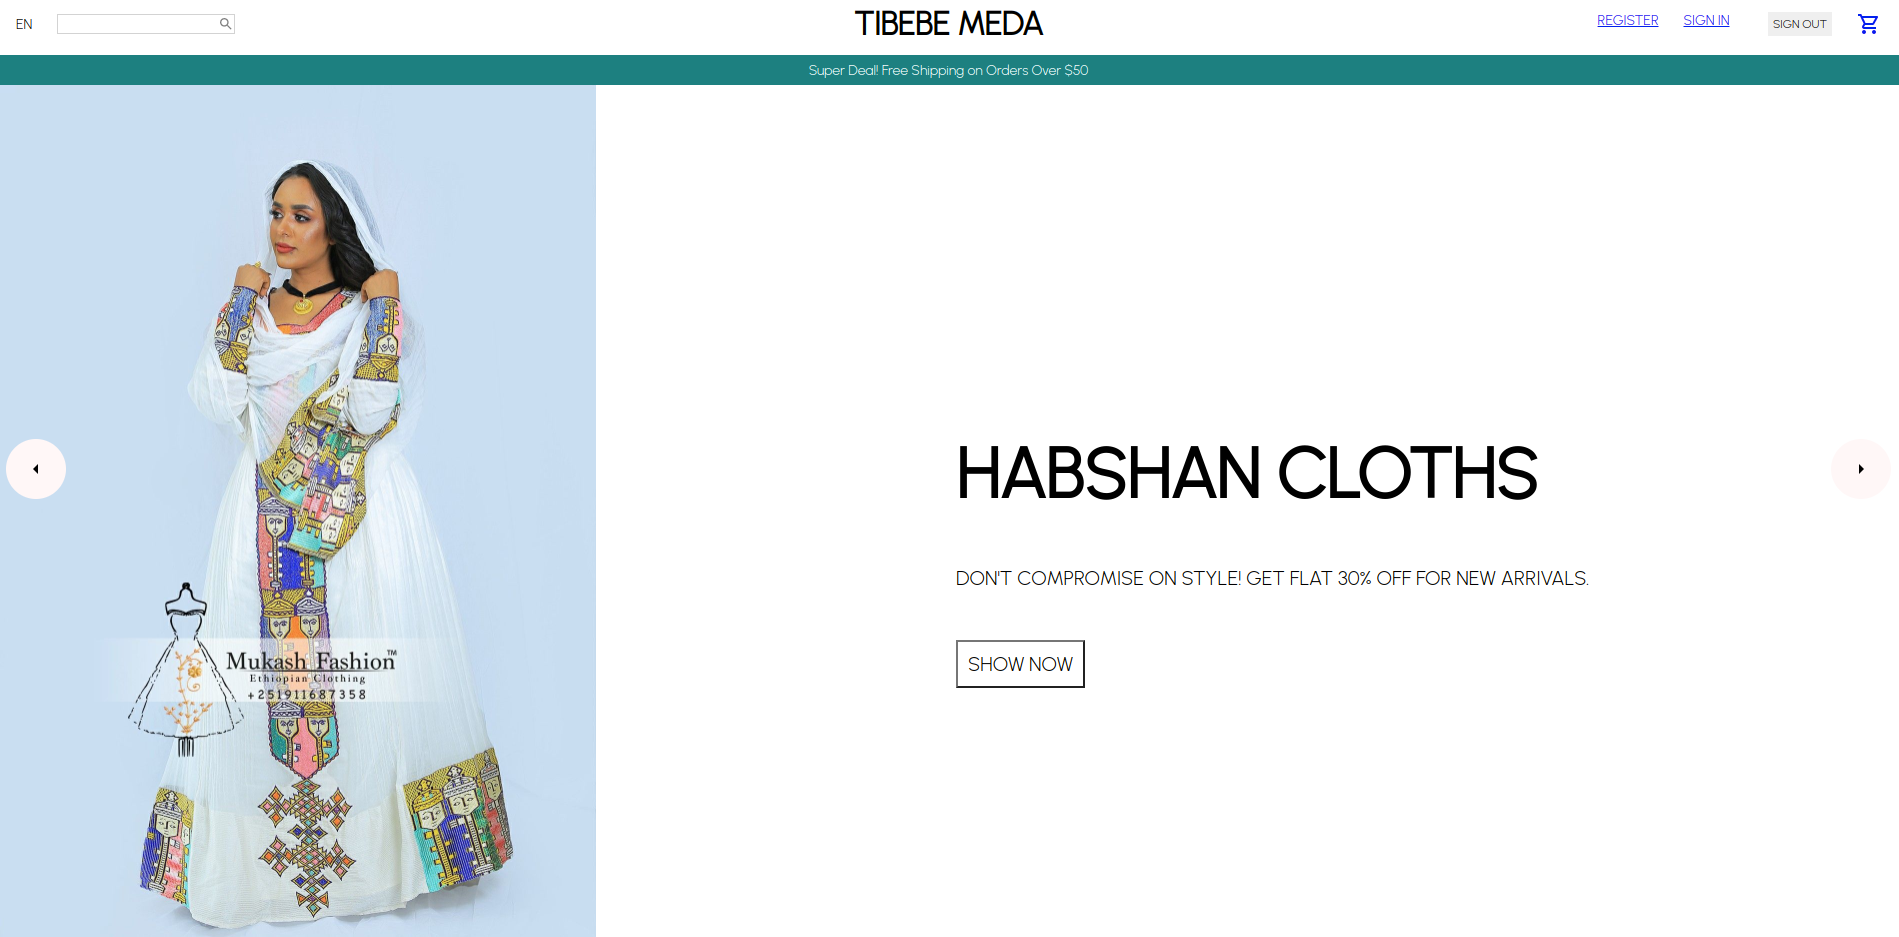 EN
TIBEBE MEDA
REGISTER
SIGN IN
SIGN OUT
Super Deal! Free Shipping on Orders Over $50
HABSHAN CLOTHS
DON'T COMPROMISE ON STYLE! GET FLAT 30% OFF FOR NEW ARRIVALS.
SHOW NOW
Mukash Fashion™
Ethiopian Clothing
+251911687358